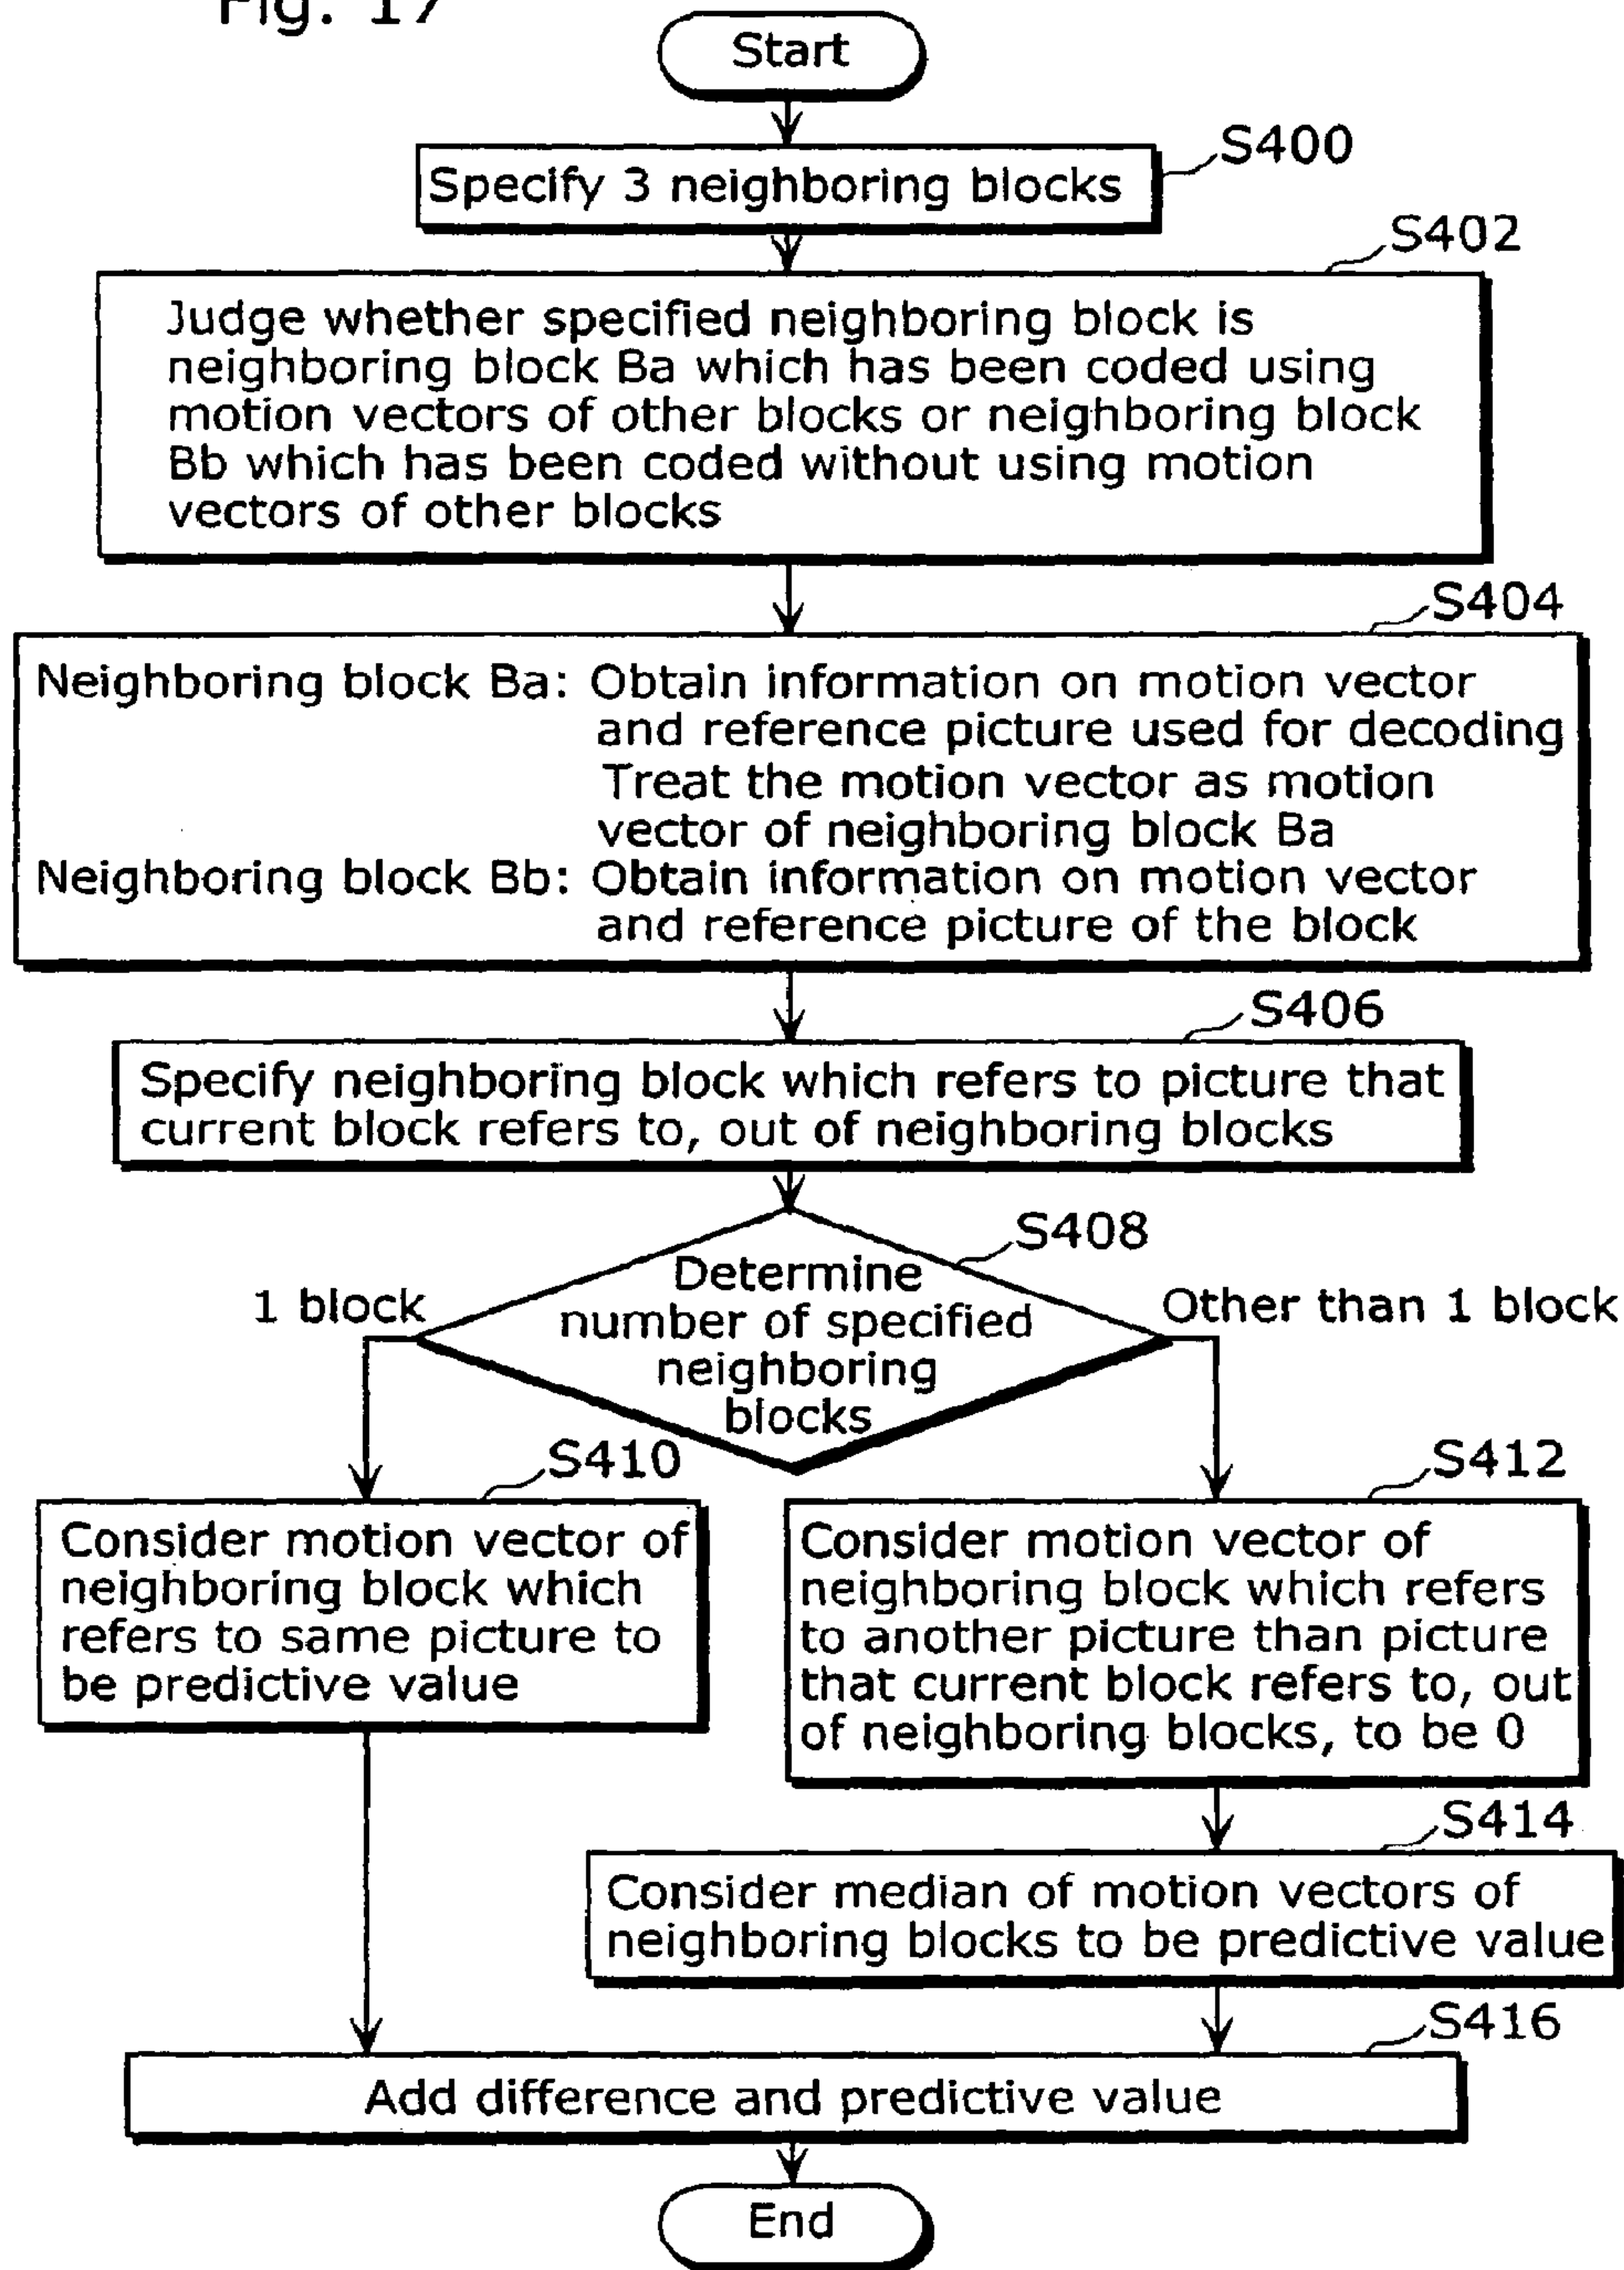 Fig. 17
Start
S400
Specify 3 neighboring blocks
S402
Judge whether specified neighboring block is
neighboring block Ba which has been coded using
motion vectors of other blocks or neighboring block
Bb which has been coded without using motion
vectors of other blocks
S404
Neighboring block Ba: Obtain information on motion vector
and reference picture used for decoding
Treat the motion vector as motion
vector of neighboring block Ba
Neighboring block Bb: Obtain information on motion vector
and reference picture of the block
S406
Specify neighboring block which refers to picture that
current block refers to, out of neighboring blocks
S408
Determine
number of specified
neighboring
blocks
1 block
Other than 1 block
S410
Consider motion vector of
neighboring block which
refers to same picture to
be predictive value
S412
Consider motion vector of
neighboring block which refers
to another picture than picture
that current block refers to, out
of neighboring blocks, to be 0
S414
Consider median of motion vectors of
neighboring blocks to be predictive value
S416
Add difference and predictive value
End